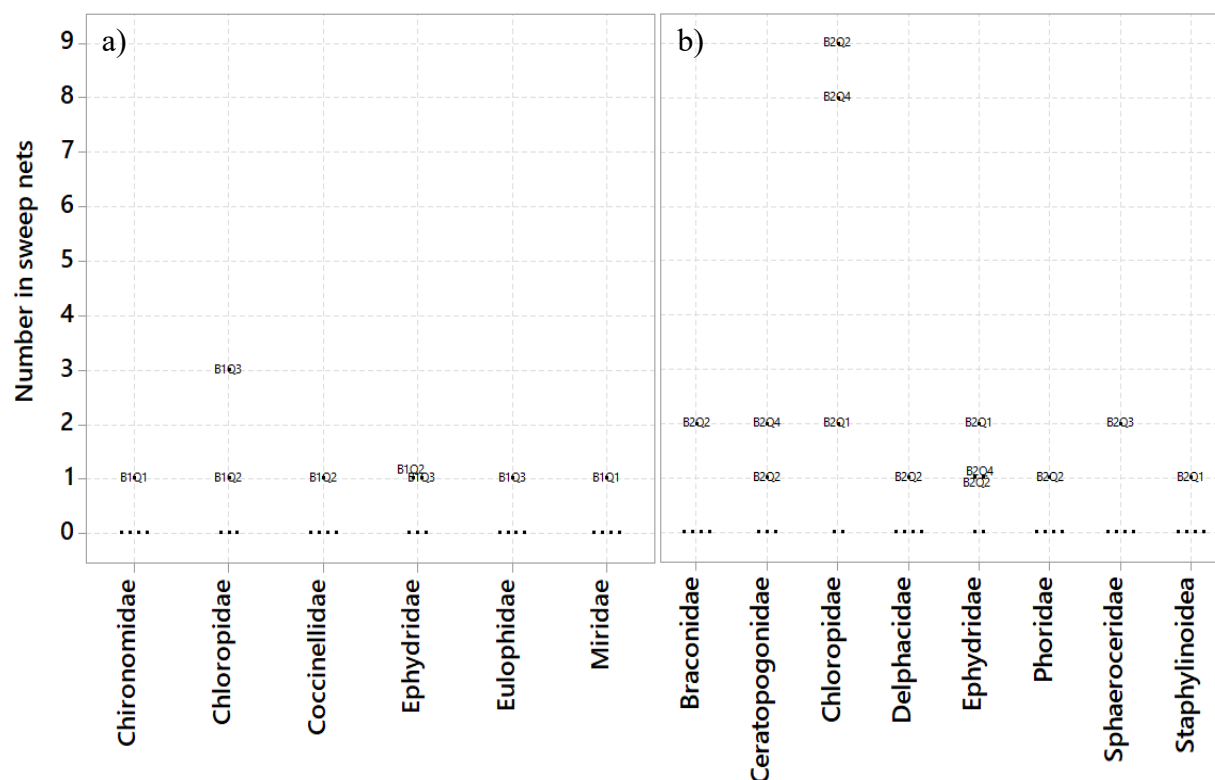 a)
b)
Number in sweep nets
9
8
7
6
5
4
3
2
1
0
B1Q3
B1Q1
B1Q2
B1Q2
B1Q2
B1Q3
B1Q3
B1Q1
B2Q2
B2Q4
B2Q2
B2Q4
B2Q1
B2Q1
B2Q3
B2Q2
B2Q2
B2Q4
B2Q2
B2Q2
B2Q1
Chironomidae
Chloropidae
Coccinellidae
Ephydridae
Eulophidae
Miridae
Braconidae
Ceratopogonidae
Chloropidae
Delphacidae
Ephydridae
Phoridae
Sphaeroceridae
Staphylinoidea